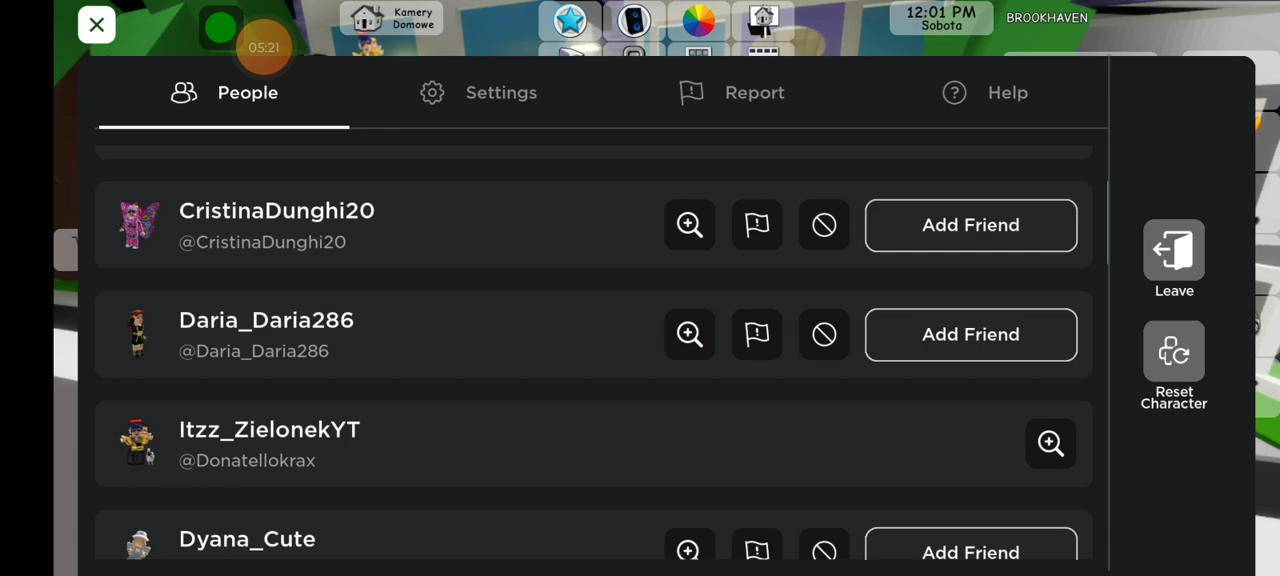 Kamery
Domowe
12:01 PM
Sobota
BROOKHAVEN
05:21
People
Settings
Report
Help
CristinaDunghi20
@CristinaDunghi20
Add Friend
Daria_Daria286
@Daria_Daria286
Add Friend
Itzz_ZielonekYT
@Donatellokrax
Dyana_Cute
Add Friend
Leave
Reset
Character